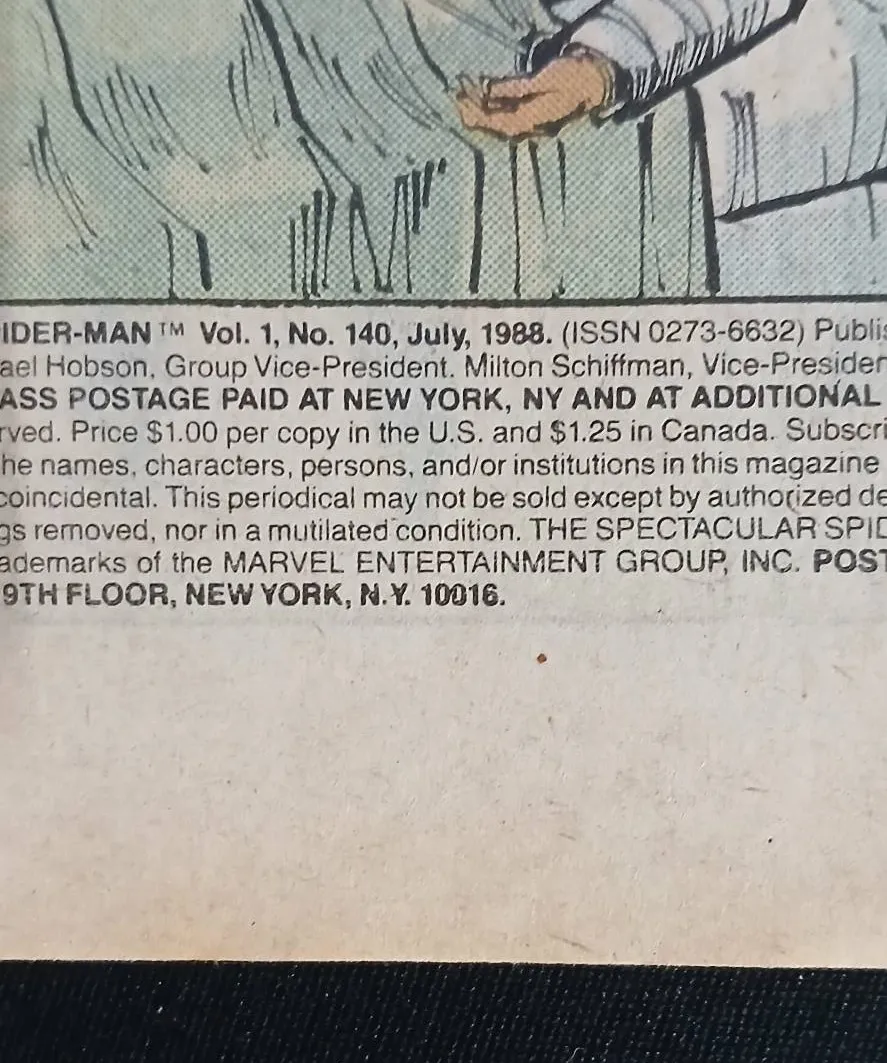 IDER-MAN™ Vol. 1, No. 140, July, 1988. (ISSN 0273-6632) Publis
ael Hobson, Group Vice-President. Milton Schiffman, Vice-Presiden
ASS POSTAGE PAID AT NEW YORK, NY AND AT ADDITIONAL
rved. Price $1.00 per copy in the U.S. and $1.25 in Canada. Subscri
he names, characters, persons, and/or institutions in this magazine
coincidental. This periodical may not be sold except by authorized de
gs removed, nor in a mutilated condition. THE SPECTACULAR SPID
ademarks of the MARVEL ENTERTAINMENT GROUP, INC. POST
9TH FLOOR, NEW YORK, N.Y. 10016.